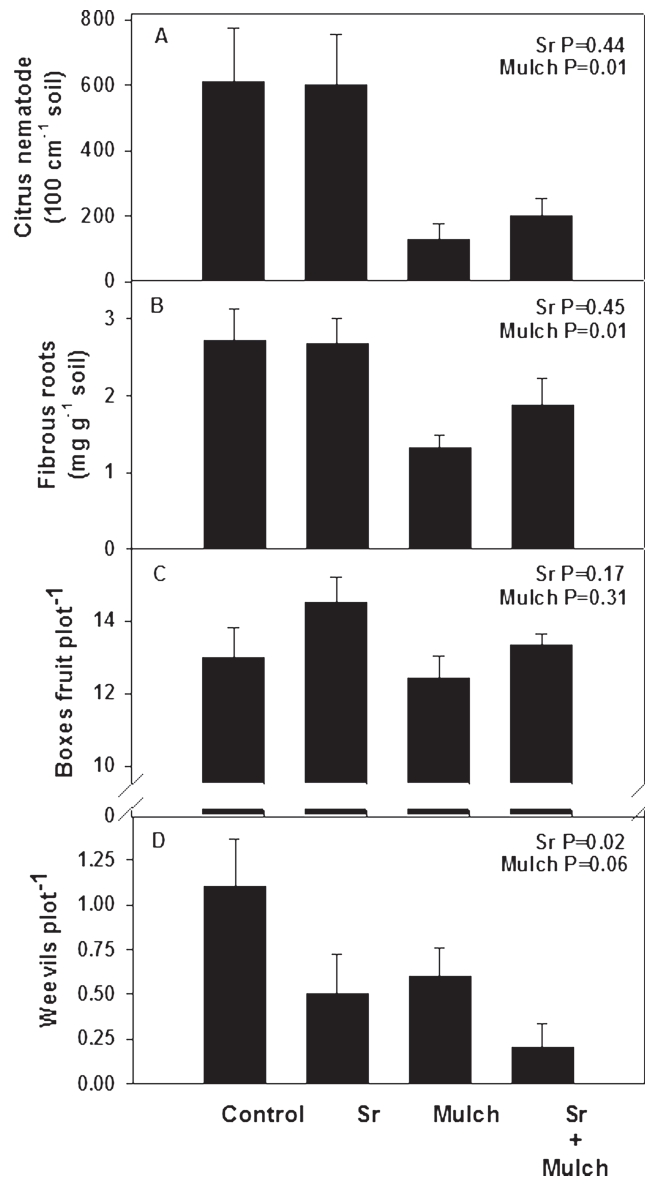 A
Sr P=0.44
Mulch P=0.01
Citrus nematode
(100 cm⁻¹ soil)
800
600
400
200
0
B
Sr P=0.45
Mulch P=0.01
Fibrous roots
(mg g⁻¹ soil)
3
2
1
0
C
Sr P=0.17
Mulch P=0.31
Boxes fruit plot⁻¹
14
12
10
0
D
Sr P=0.02
Mulch P=0.06
Weevils plot⁻¹
1.25
1.00
0.75
0.50
0.25
0.00
Control
Sr
Mulch
Sr
+
Mulch